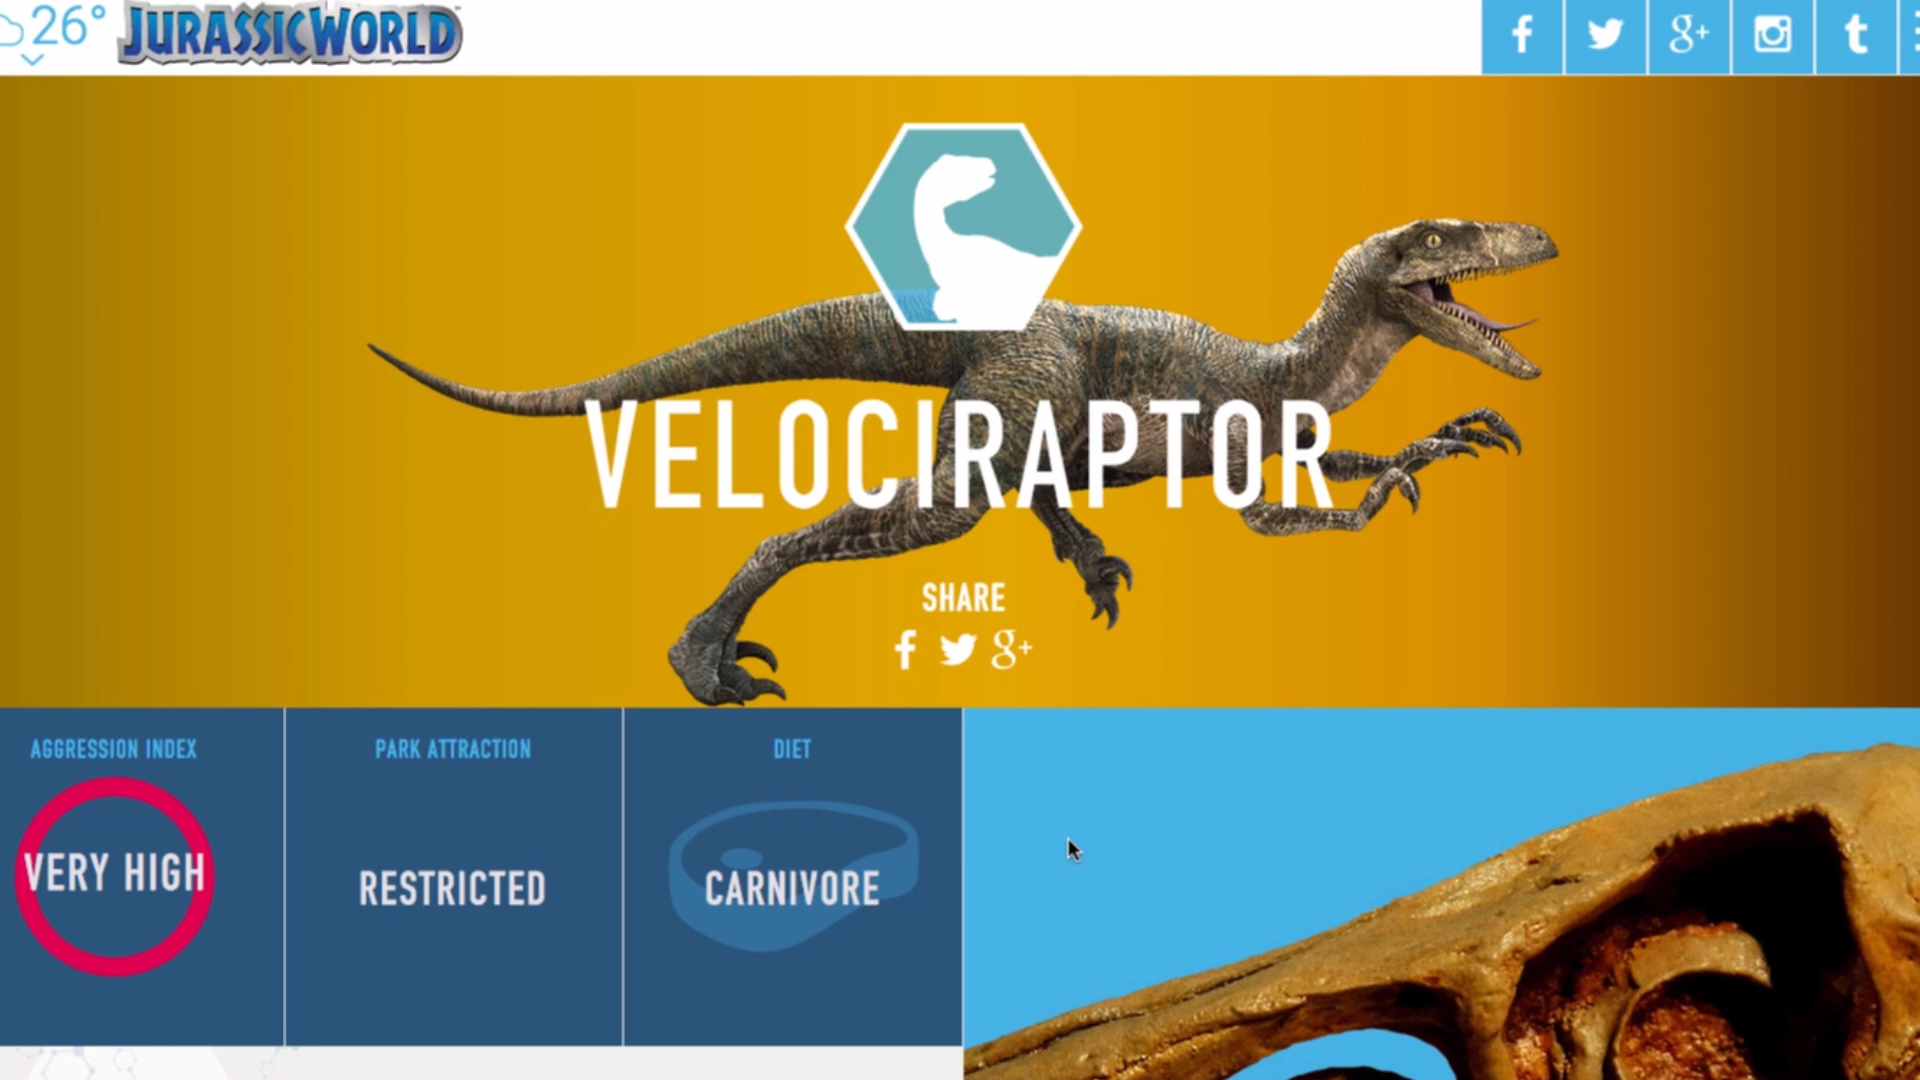 26°
JURASSIC WORLD
VELOCIRAPTOR
SHARE
AGGRESSION INDEX
PARK ATTRACTION
DIET
VERY HIGH
RESTRICTED
CARNIVORE